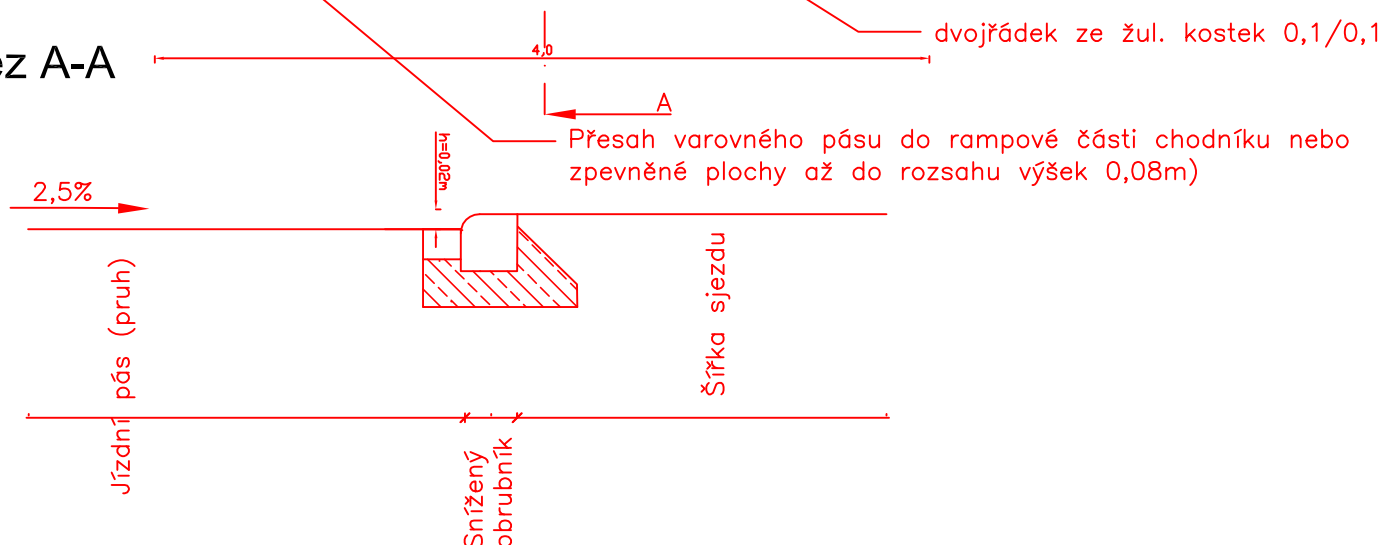 dvojřádek ze žul. kostek 0,1/0,1
4,0
ez A-A
A
Přesah varovného pásu do rampové části chodníku nebo
zpevněné plochy až do rozsahu výšek 0,08m)
h=0.02m
2,5%
Jízdní pás (pruh)
Šířka sjezdu
Snížený
obrubník